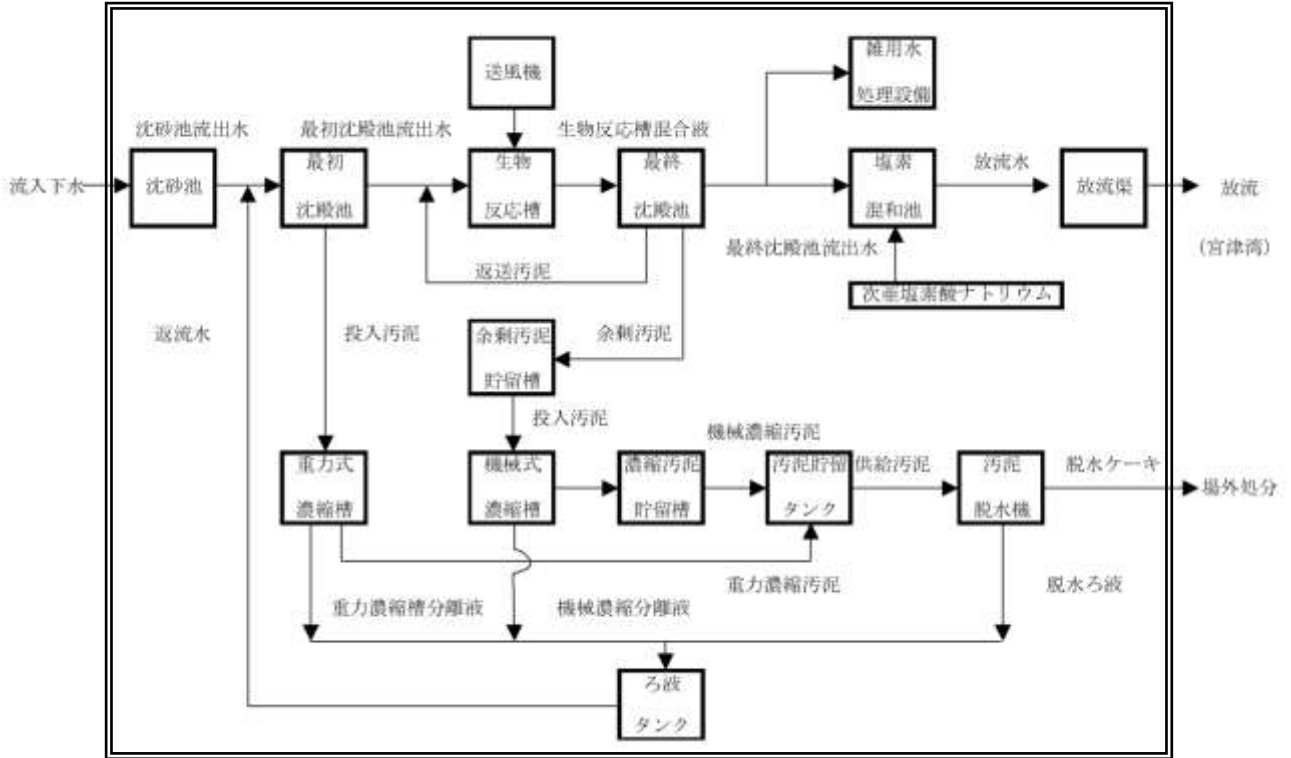 送風機
雑用水
処理設備
沈砂池流出水
最初沈殿池流出水
生物反応槽混合液
流入下水
沈砂池
最初
沈殿池
生物
反応槽
最終
沈殿池
塩素
混和池
放流水
放流渠
放流
(宮津湾)
最終沈殿池流出水
次亜塩素酸ナトリウム
返送汚泥
返流水
投入汚泥
余剰汚泥
貯留槽
余剰汚泥
投入汚泥
機械濃縮汚泥
重力式
濃縮槽
機械式
濃縮槽
濃縮汚泥
貯留槽
汚泥貯留
タンク
供給汚泥
汚泥
脱水機
脱水ケーキ
場外処分
重力濃縮汚泥
脱水ろ液
重力濃縮槽分離液
機械濃縮分離液
ろ液
タンク